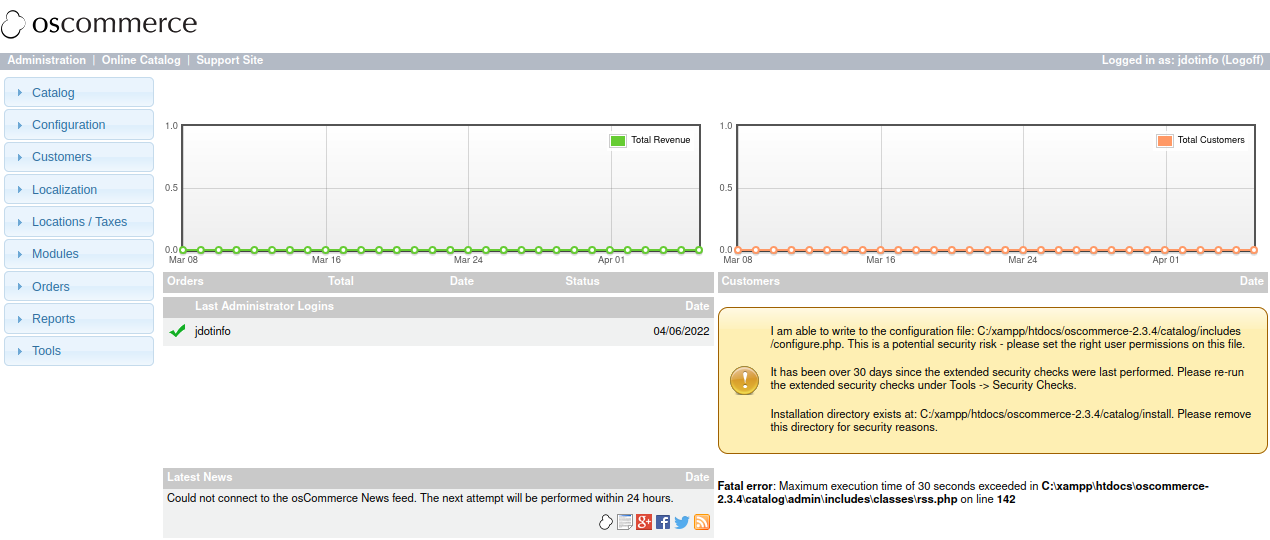 oscommerce
Administration | Online Catalog | Support Site
Logged in as: jdotinfo (Logoff)
Catalog
Configuration
Customers
Localization
Locations / Taxes
Modules
Orders
Reports
Tools
1.0
0.5
0.0
Total Revenue
Mar 08 Mar 16 Mar 24 Apr 01
1.0
0.5
0.0
Total Customers
Mar 08 Mar 16 Mar 24 Apr 01
Orders Total Date Status
Customers Date
Last Administrator Logins Date
jdotinfo 04/06/2022
I am able to write to the configuration file: C:/xampp/htdocs/oscommerce-2.3.4/catalog/includes
/configure.php. This is a potential security risk - please set the right user permissions on this file.
It has been over 30 days since the extended security checks were last performed. Please re-run
the extended security checks under Tools -> Security Checks.
Installation directory exists at: C:/xampp/htdocs/oscommerce-2.3.4/catalog/install. Please remove
this directory for security reasons.
Latest News Date
Could not connect to the osCommerce News feed. The next attempt will be performed within 24 hours.
Fatal error: Maximum execution time of 30 seconds exceeded in C:\xampp\htdocs\oscommerce-
2.3.4\catalog\admin\includes\classes\rss.php on line 142